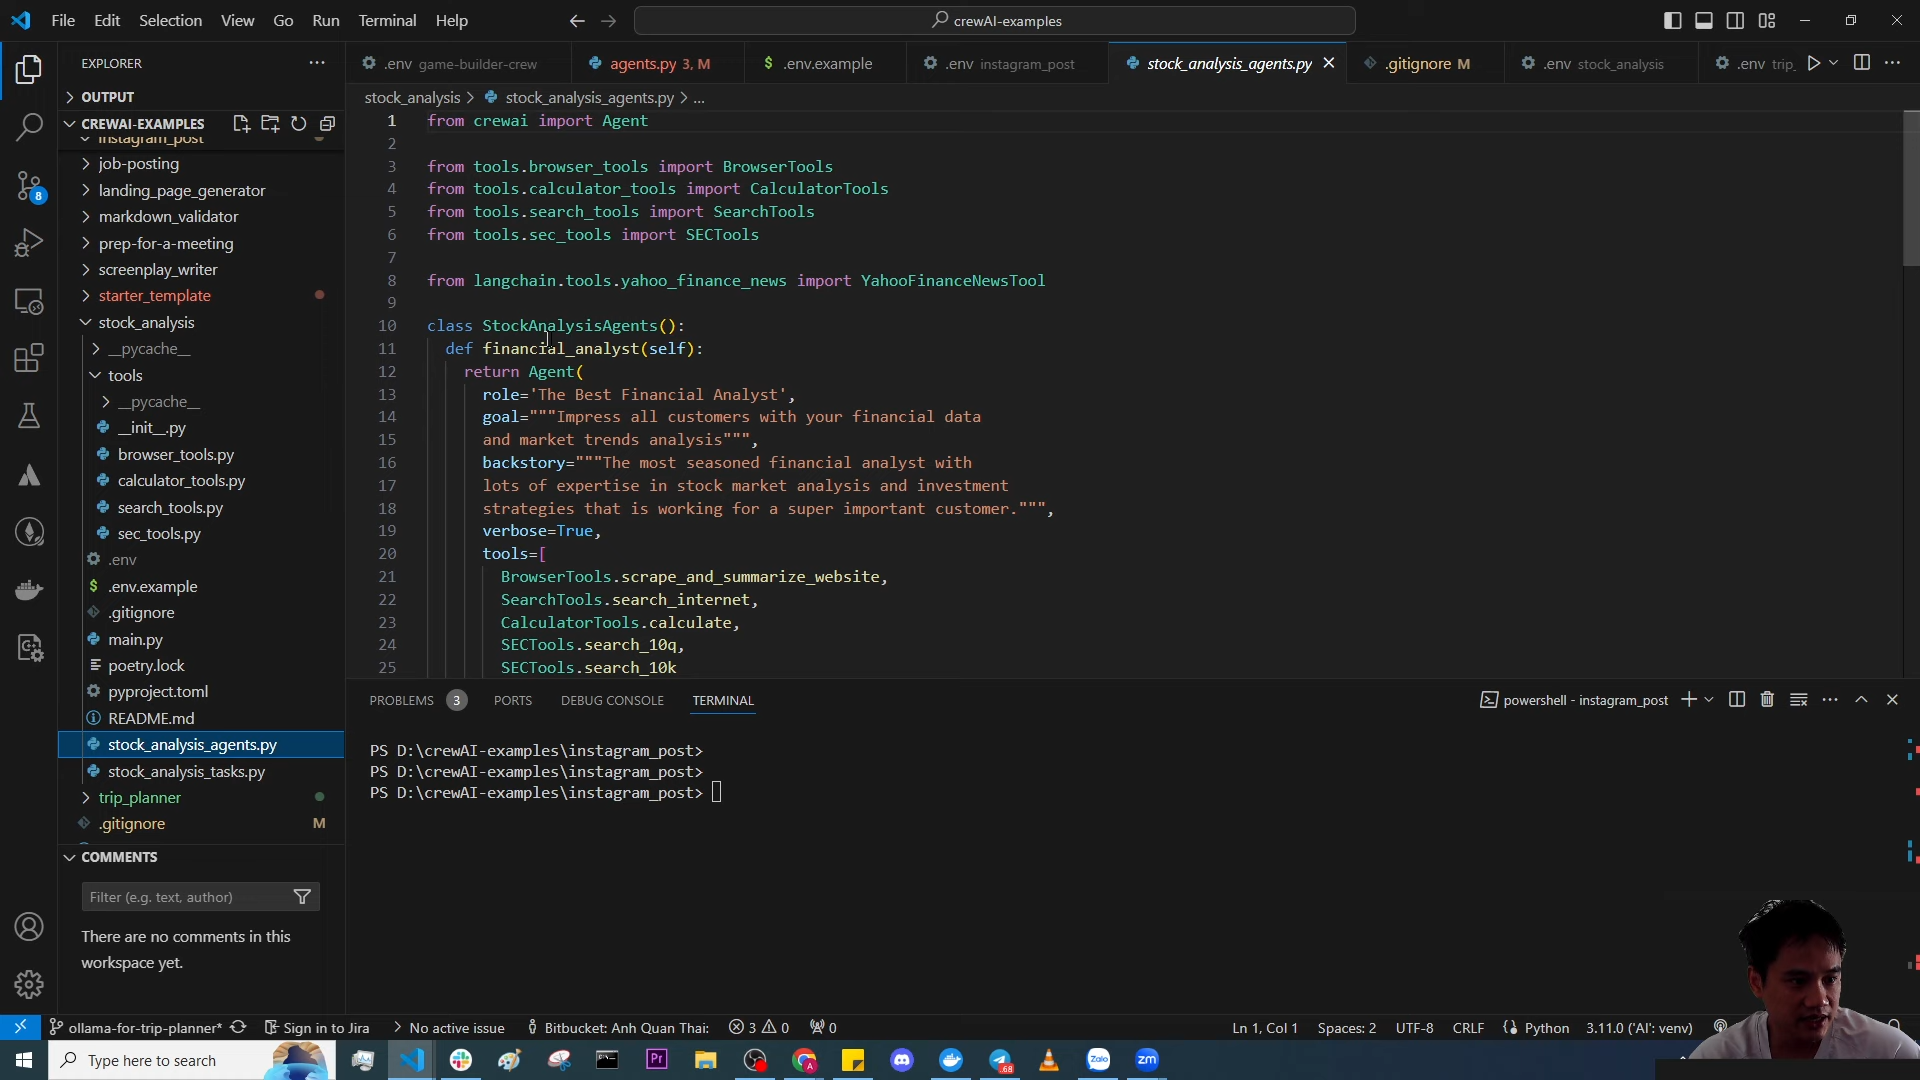 File Edit Selection View Go Run Terminal Help
crewAI-examples
EXPLORER
OUTPUT
CREWAI-EXAMPLES
instagram_post
job-posting
landing_page_generator
markdown_validator
prep-for-a-meeting
screenplay_writer
starter_template
stock_analysis
__pycache__
tools
__pycache__
__init__.py
browser_tools.py
calculator_tools.py
search_tools.py
sec_tools.py
.env
$ .env.example
.gitignore
main.py
poetry.lock
pyproject.toml
README.md
stock_analysis_agents.py
stock_analysis_tasks.py
trip_planner
.gitignore M
COMMENTS
Filter (e.g. text, author)
There are no comments in this
workspace yet.
8
.env game-builder-crew
agents.py 3, M
$ .env.example
.env instagram_post
stock_analysis_agents.py
.gitignore M
.env stock_analysis
.env trip_
stock_analysis > stock_analysis_agents.py > ...
1 from crewai import Agent
2
3 from tools.browser_tools import BrowserTools
4 from tools.calculator_tools import CalculatorTools
5 from tools.search_tools import SearchTools
6 from tools.sec_tools import SECTools
7
8 from langchain.tools.yahoo_finance_news import YahooFinanceNewsTool
9
10 class StockAnalysisAgents():
11 def financial_analyst(self):
12 return Agent(
13 role='The Best Financial Analyst',
14 goal="""Impress all customers with your financial data
15 and market trends analysis""",
16 backstory="""The most seasoned financial analyst with
17 lots of expertise in stock market analysis and investment
18 strategies that is working for a super important customer.""",
19 verbose=True,
20 tools=[
21 BrowserTools.scrape_and_summarize_website,
22 SearchTools.search_internet,
23 CalculatorTools.calculate,
24 SECTools.search_10q,
25 SECTools.search_10k
PROBLEMS 3 PORTS DEBUG CONSOLE TERMINAL
powershell - instagram_post
PS D:\crewAI-examples\instagram_post>
PS D:\crewAI-examples\instagram_post>
PS D:\crewAI-examples\instagram_post>
ollama-for-trip-planner* Sign in to Jira No active issue Bitbucket: Anh Quan Thai: 3 0 0
Ln 1, Col 1 Spaces: 2 UTF-8 CRLF Python 3.11.0 ('AI': venv)
Type here to search
Pr
A
.68
Zalo
zm